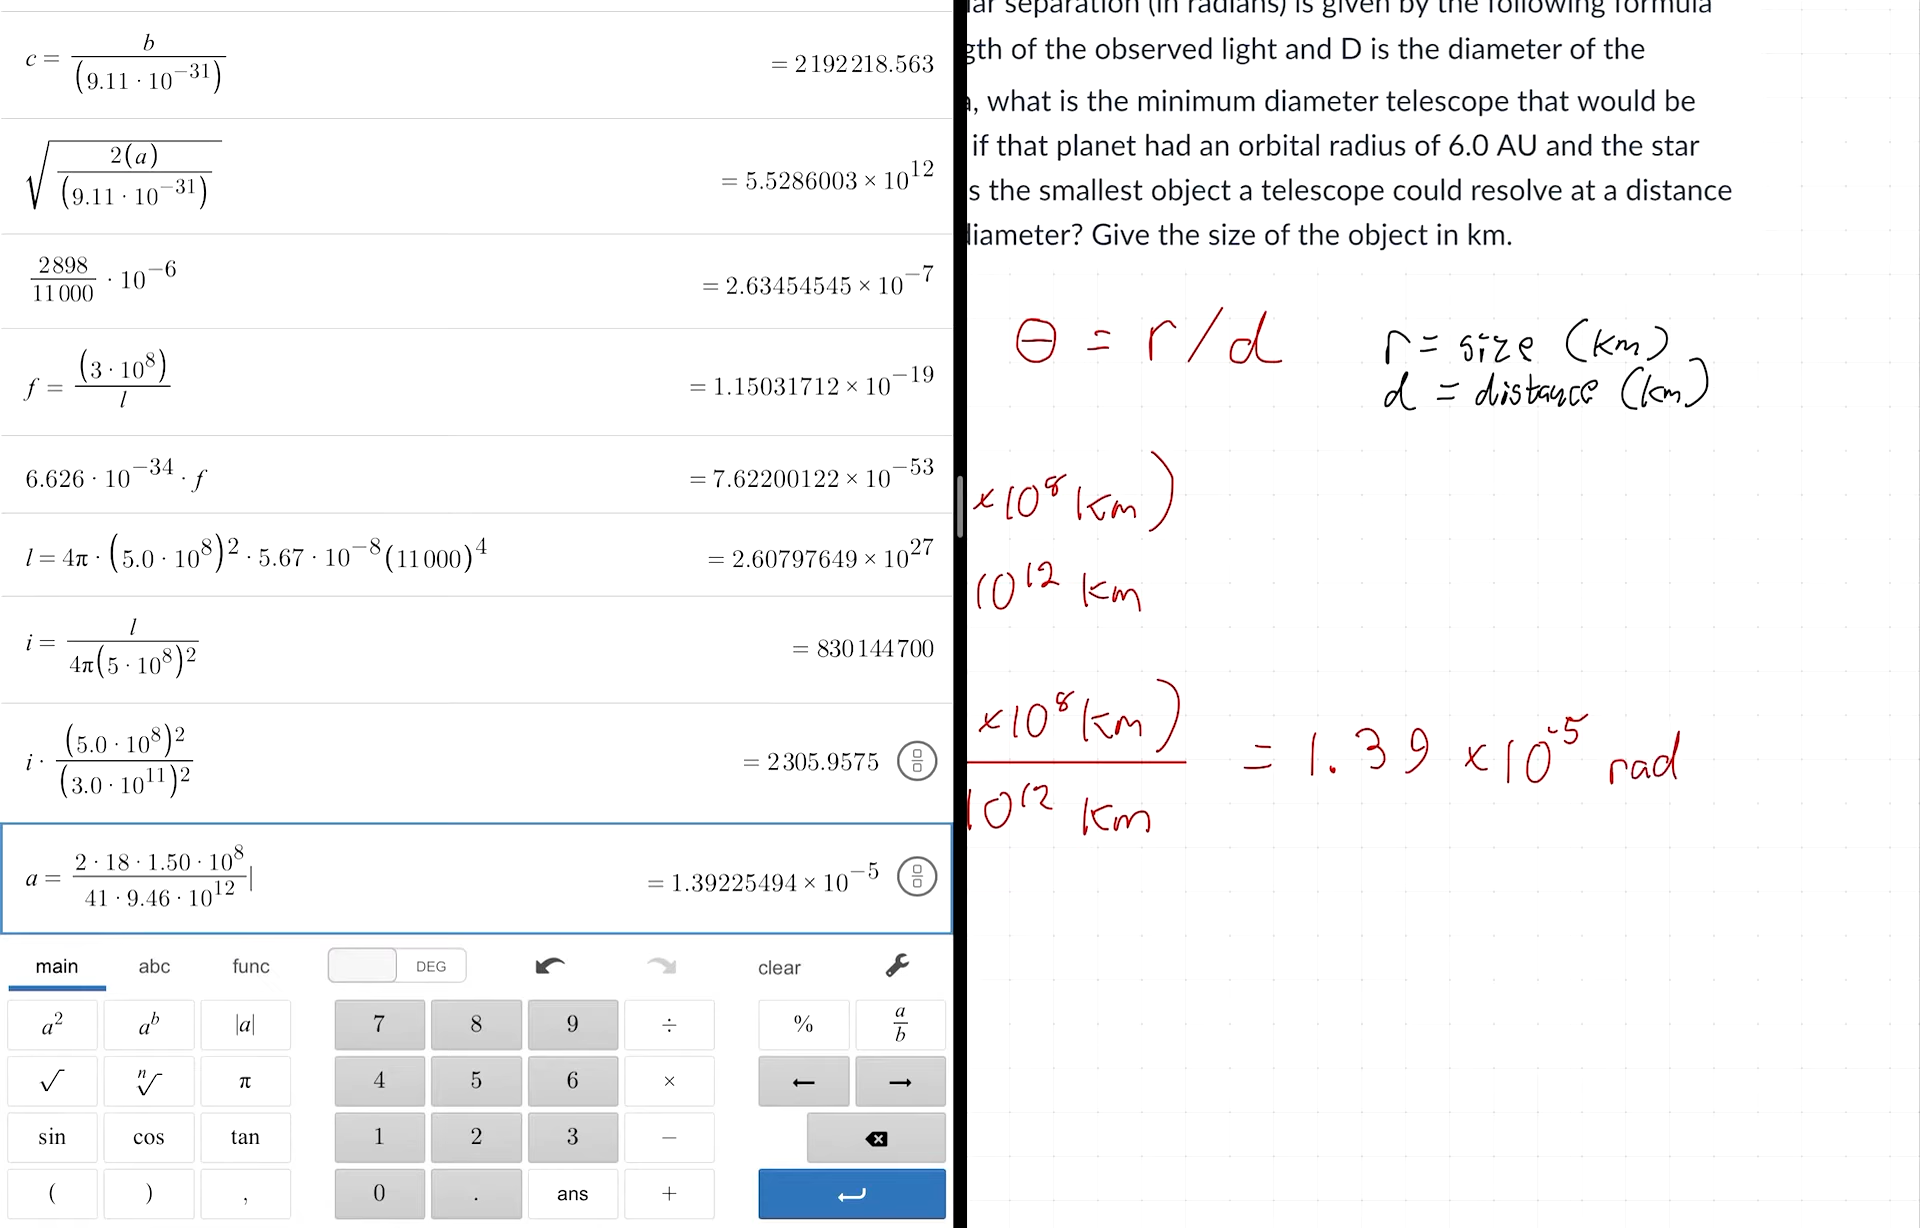 c = b / (9.11 · 10^−31) = 2192218.563
√(2(a) / (9.11 · 10^−31)) = 5.5286003 × 10^12
2898 / 11000 · 10^−6 = 2.63454545 × 10^−7
f = (3 · 10^8) / l = 1.15031712 × 10^−19
6.626 · 10^−34 · f = 7.62200122 × 10^−53
l = 4π · (5.0 · 10^8)^2 · 5.67 · 10^−8 (11000)^4 = 2.60797649 × 10^27
i = l / 4π(5 · 10^8)^2 = 830144700
i · (5.0 · 10^8)^2 / (3.0 · 10^11)^2 = 2305.9575
a = 2 · 18 · 1.50 · 10^8 / 41 · 9.46 · 10^12 = 1.39225494 × 10^−5
main abc func DEG clear
a^2 a^b |a| 7 8 9 ÷ % a/b
√ ⁿ√ π 4 5 6 × ← →
sin cos tan 1 2 3 −
( ) , 0 . ans +
ar separation (in radians) is given by the following formula
gth of the observed light and D is the diameter of the
, what is the minimum diameter telescope that would be
if that planet had an orbital radius of 6.0 AU and the star
s the smallest object a telescope could resolve at a distance
diameter? Give the size of the object in km.
Θ = r/d
r = size (km)
d = distance (km)
×10^8 km)
10^12 km
×10^8 km) / 10^12 km = 1.39 ×10^-5 rad